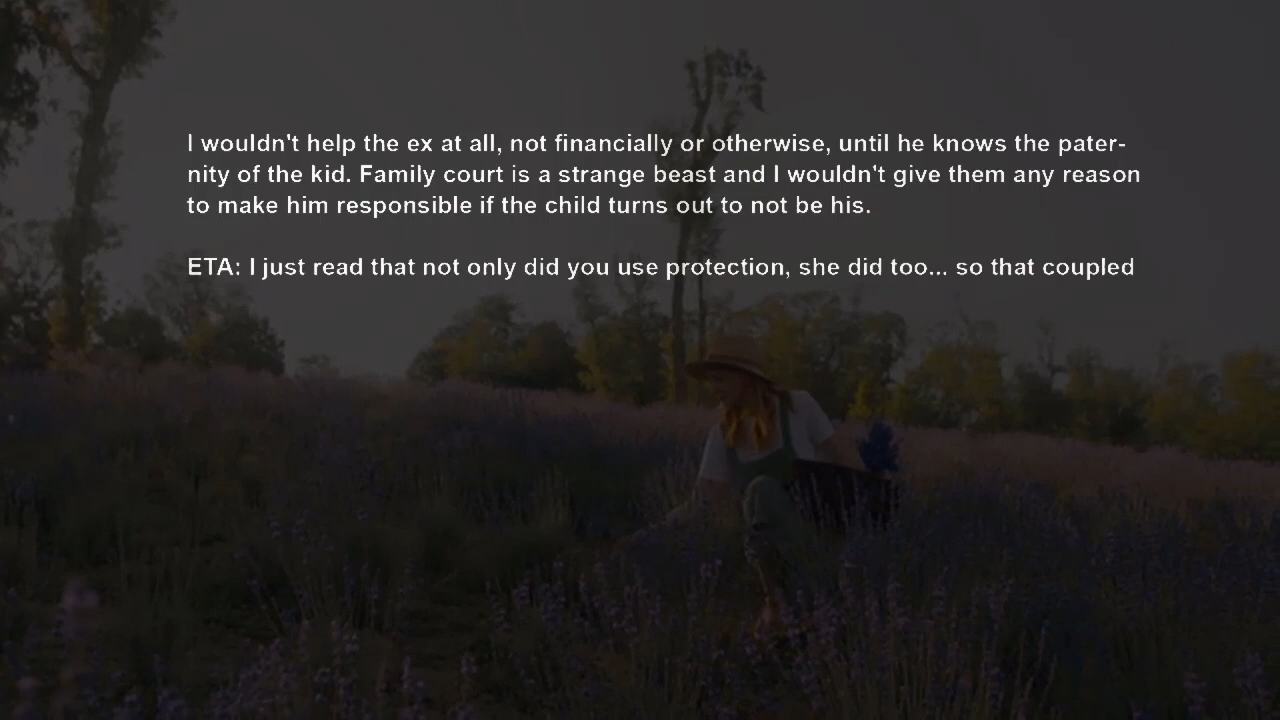 I wouldn't help the ex at all, not financially or otherwise, until he knows the pater-
nity of the kid. Family court is a strange beast and I wouldn't give them any reason
to make him responsible if the child turns out to not be his.
ETA: I just read that not only did you use protection, she did too... so that coupled